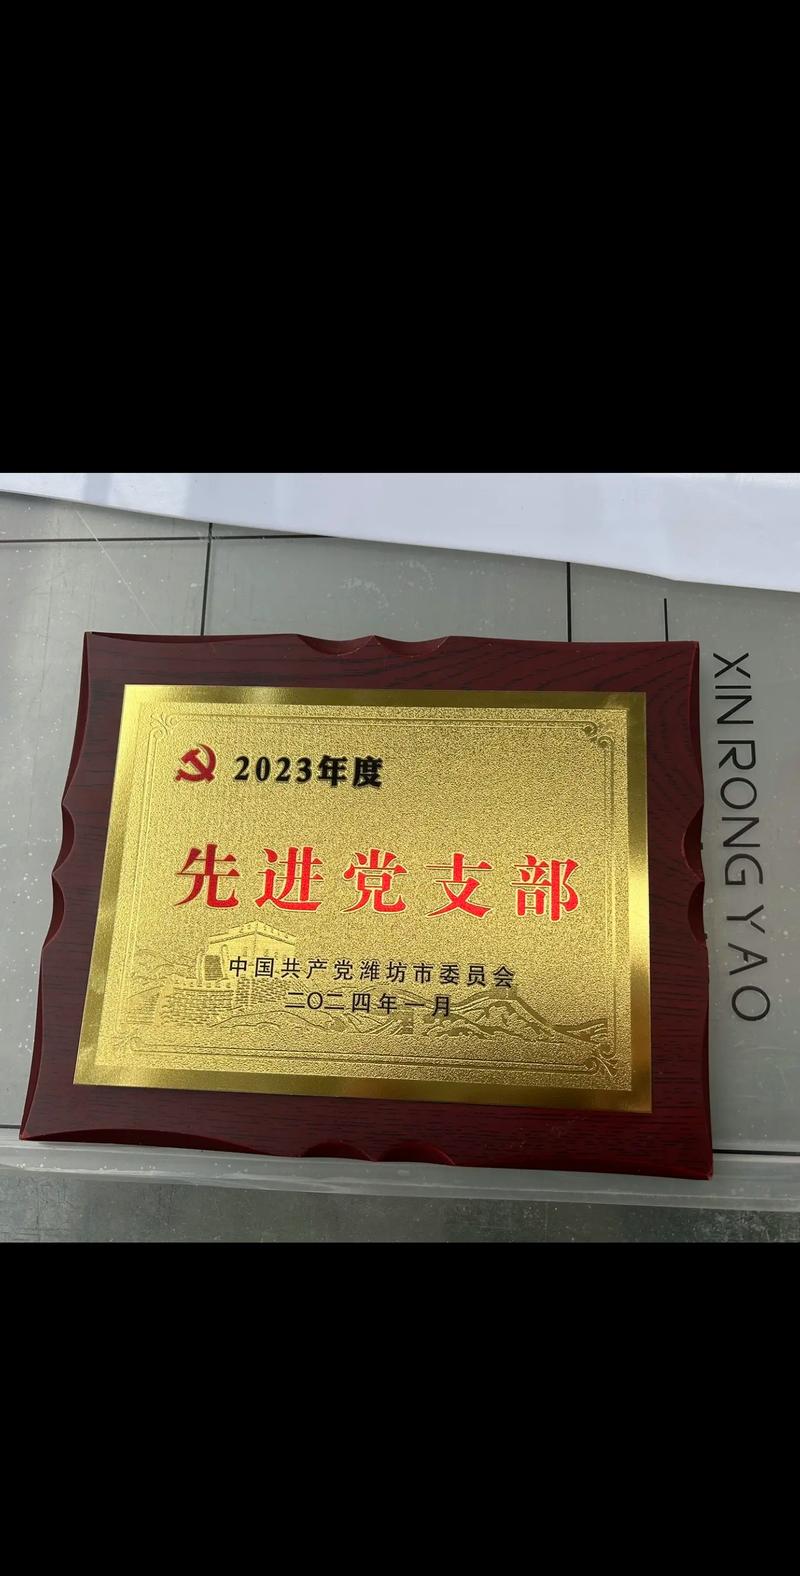 2023年度
先进党支部
中国共产党潍坊市委员会
二〇二四年一月
XIN RONG YAO